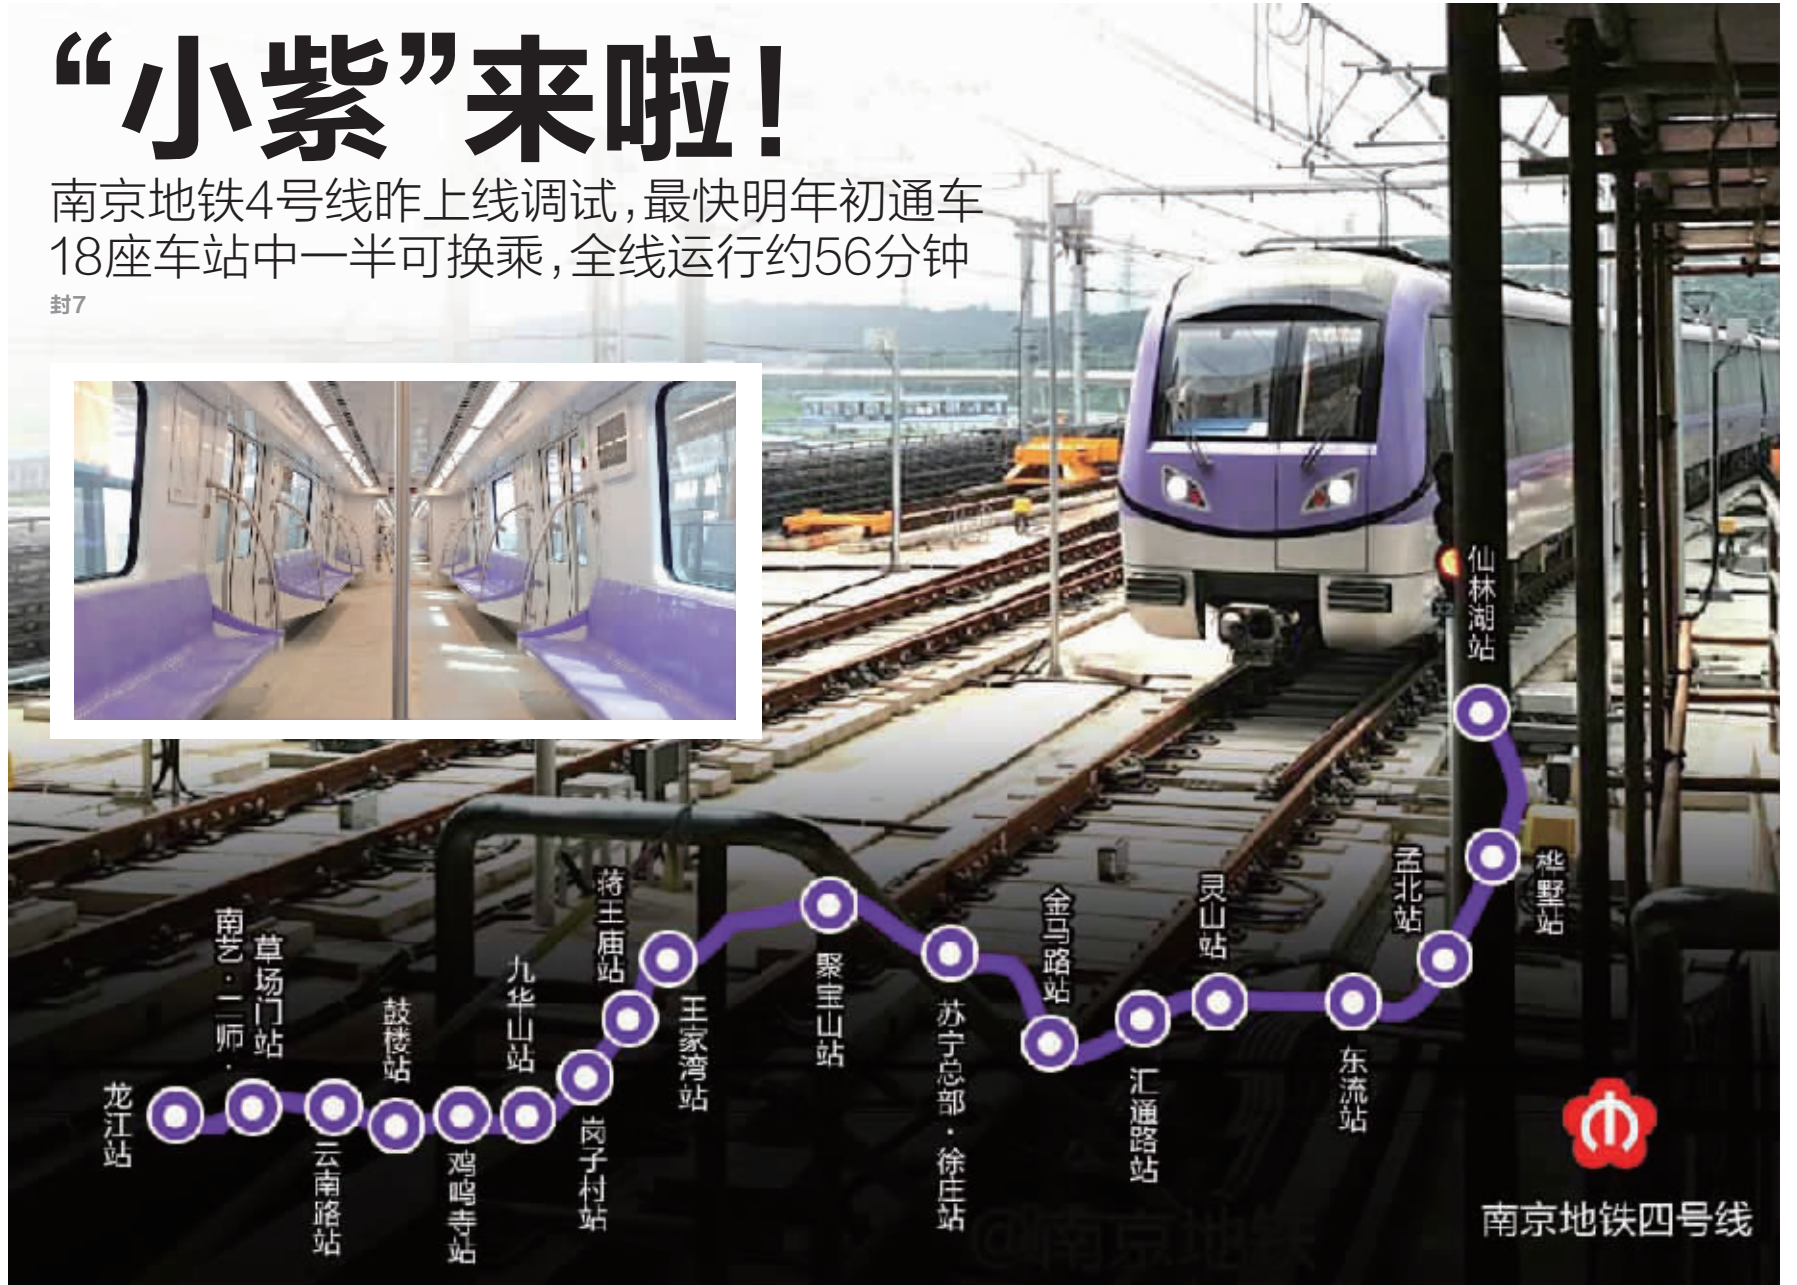 “小紫”来啦！
南京地铁4号线昨上线调试，最快明年初通车
18座车站中一半可换乘，全线运行约56分钟
封7
龙江站
南艺·二师·
草场门站
云南路站
鼓楼站
鸡鸣寺站
九华山站
岗子村站
蒋王庙站
王家湾站
聚宝山站
苏宁总部·徐庄站
金马路站
汇通路站
灵山站
东流站
孟北站
桦墅站
仙林湖站
南京地铁四号线
@南京地铁